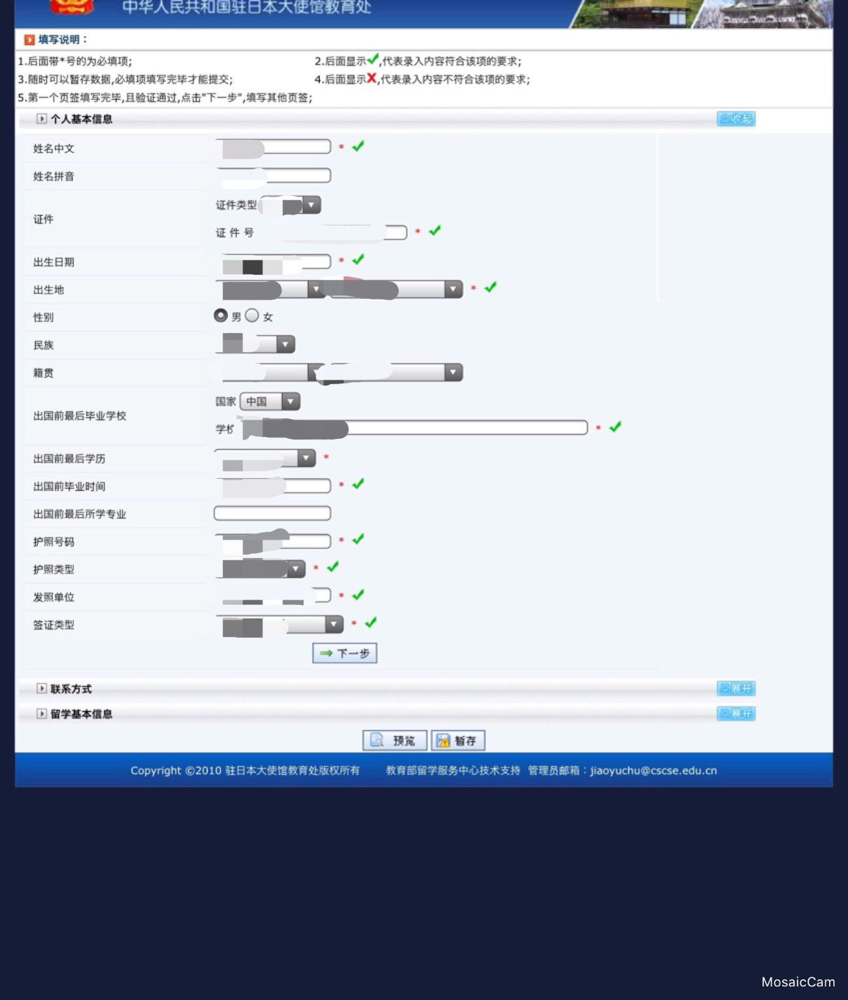 中华人民共和国驻日本大使馆教育处
填写说明：
1.后面带*号的为必填项; 2.后面显示,代表录入内容符合该项的要求;
3.随时可以暂存数据,必填项填写完毕才能提交; 4.后面显示X,代表录入内容不符合该项的要求;
5.第一个页签填写完毕,且验证通过,点击"下一步",填写其他页签;
个人基本信息 收起
姓名中文 *
姓名拼音
证件类型
证件
证 件 号 *
出生日期 *
出生地 *
性别 男 女
民族
籍贯
国家 中国
出国前最后毕业学校
学校 *
出国前最后学历 *
出国前毕业时间 *
出国前最后所学专业
护照号码 *
护照类型 *
发照单位 *
签证类型 *
下一步
联系方式 展开
留学基本信息 展开
预览 暂存
Copyright ©2010 驻日本大使馆教育处版权所有 教育部留学服务中心技术支持 管理员邮箱：jiaoyuchu@cscse.edu.cn
MosaicCam